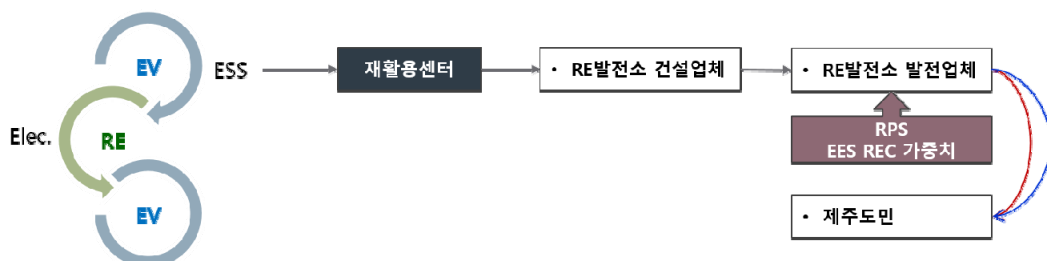 EV
ESS
재활용센터
• RE발전소 건설업체
• RE발전소 발전업체
Elec.
RE
RPS
EES REC 가중치
EV
• 제주도민